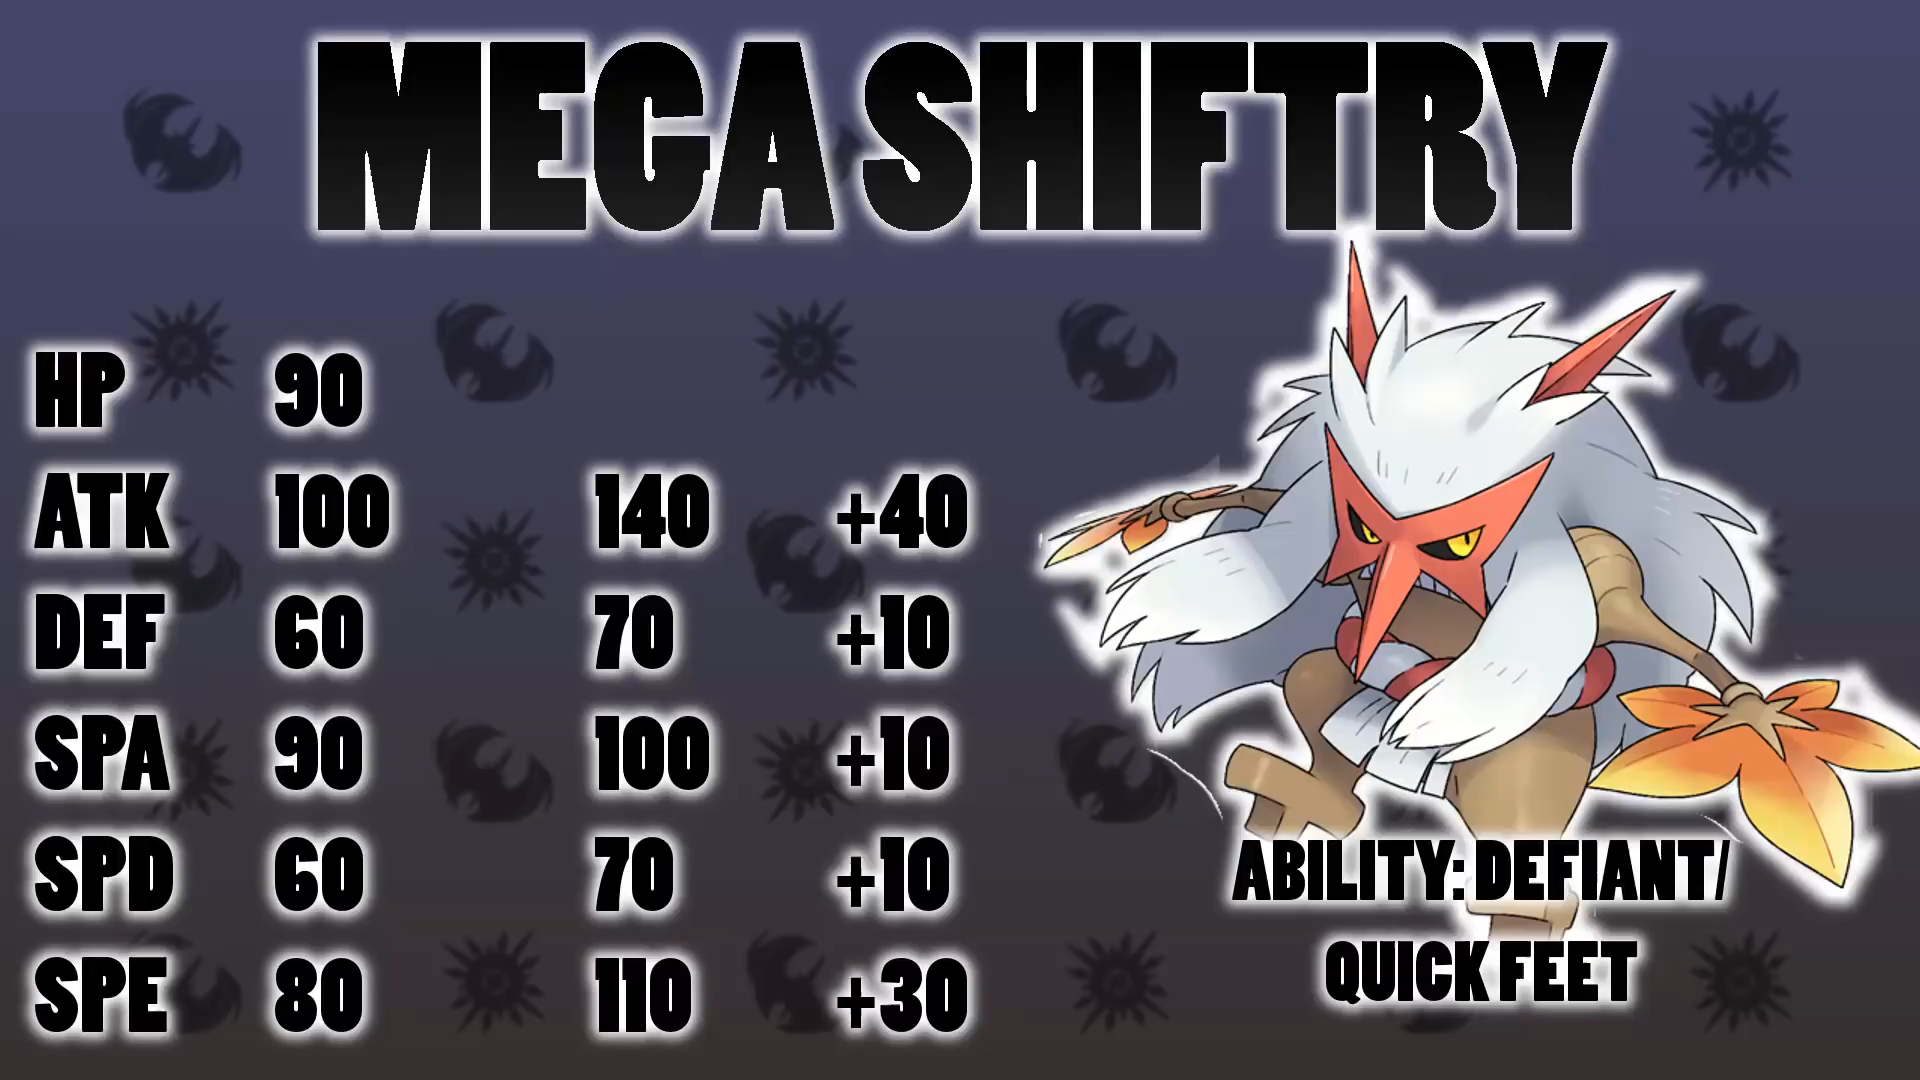 MEGA SHIFTRY
HP 90
ATK 100 140 +40
DEF 60 70 +10
SPA 90 100 +10
SPD 60 70 +10
SPE 80 110 +30
ABILITY: DEFIANT/
QUICK FEET